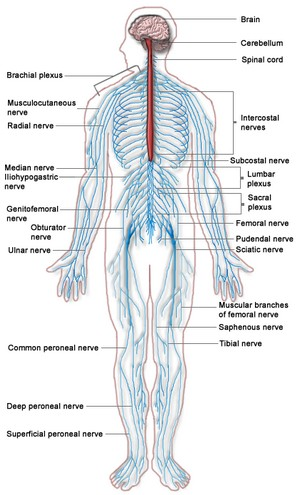 Brain
Cerebellum
Spinal cord
Brachial plexus
Musculocutaneous
nerve
Radial nerve
Intercostal
nerves
Median nerve
Iliohypogastric
nerve
Subcostal nerve
Lumbar
plexus
Sacral
plexus
Genitofemoral
nerve
Obturator
nerve
Ulnar nerve
Femoral nerve
Pudendal nerve
Sciatic nerve
Muscular branches
of femoral nerve
Saphenous nerve
Common peroneal nerve
Tibial nerve
Deep peroneal nerve
Superficial peroneal nerve